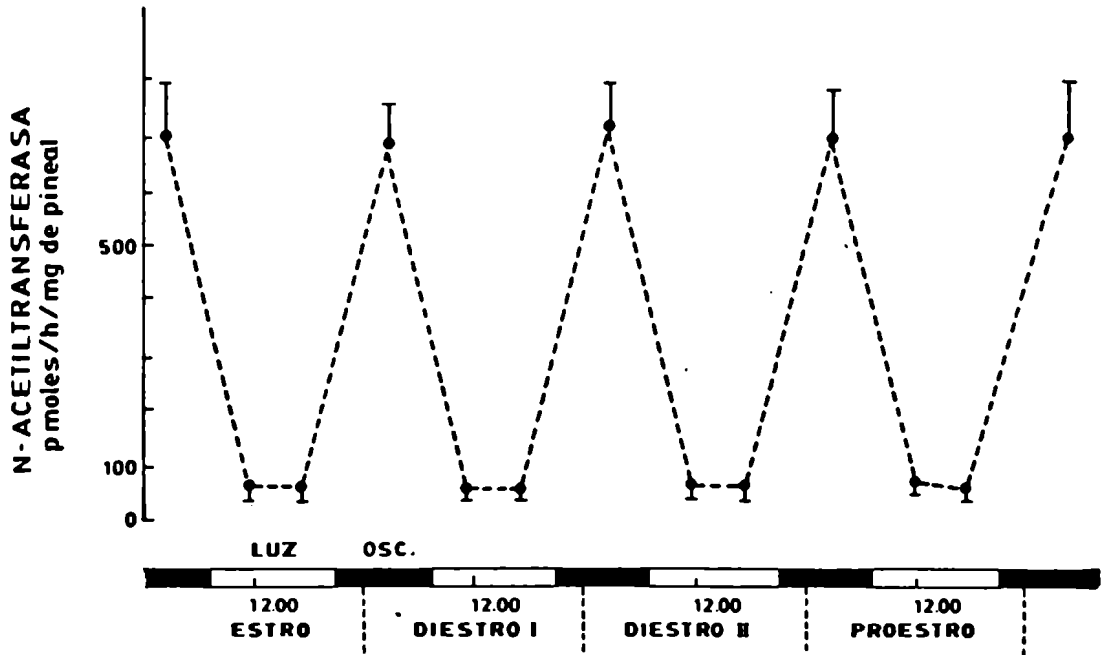 N-ACETILTRANSFERASA
pmoles/h/mg de pineal
500
100
0
LUZ OSC.
12.00 12.00 12.00 12.00
ESTRO DIESTRO I DIESTRO II PROESTRO